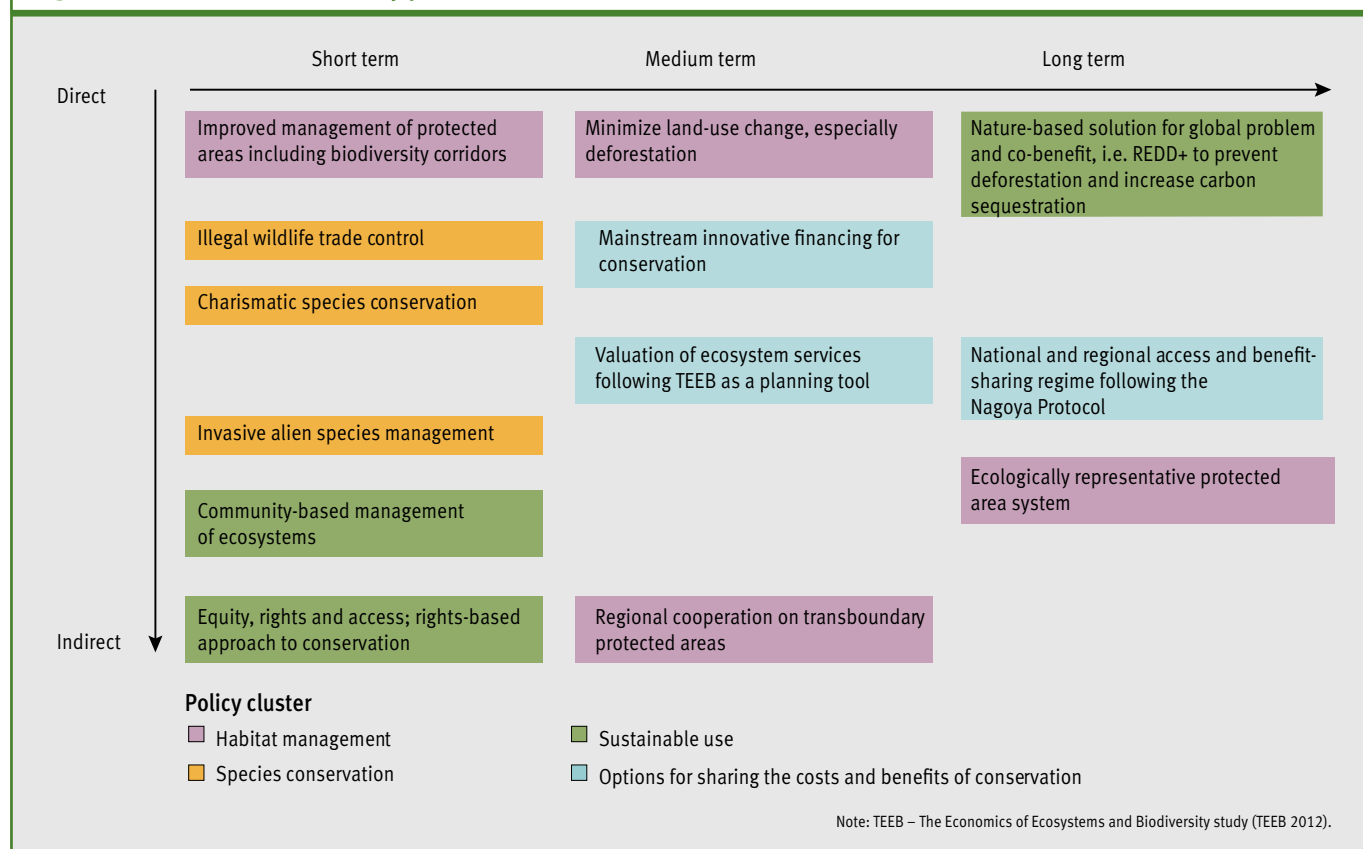 Short term
Medium term
Long term
Direct
Improved management of protected
areas including biodiversity corridors
Minimize land-use change, especially
deforestation
Nature-based solution for global problem
and co-benefit, i.e. REDD+ to prevent
deforestation and increase carbon
sequestration
Illegal wildlife trade control
Mainstream innovative financing for
conservation
Charismatic species conservation
Valuation of ecosystem services
following TEEB as a planning tool
National and regional access and benefit-
sharing regime following the
Nagoya Protocol
Invasive alien species management
Ecologically representative protected
area system
Community-based management
of ecosystems
Equity, rights and access; rights-based
approach to conservation
Regional cooperation on transboundary
protected areas
Indirect
Policy cluster
Habitat management
Sustainable use
Species conservation
Options for sharing the costs and benefits of conservation
Note: TEEB – The Economics of Ecosystems and Biodiversity study (TEEB 2012).